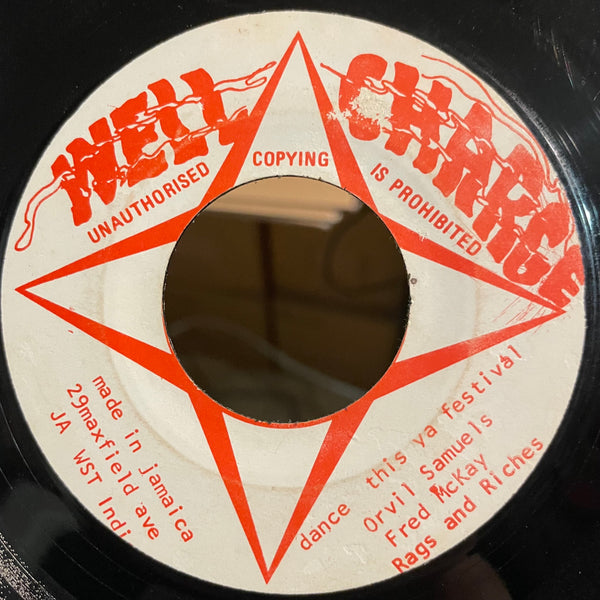 WELL CHARGE
UNAUTHORISED COPYING IS PROHIBITED
made in jamaica
29maxfield ave
JA WST Indi
dance this ya festival
Orvil Samuels
Fred McKay
Rags and Riches